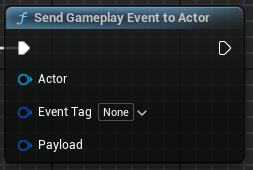 Send Gameplay Event to Actor
Actor
Event Tag None
Payload